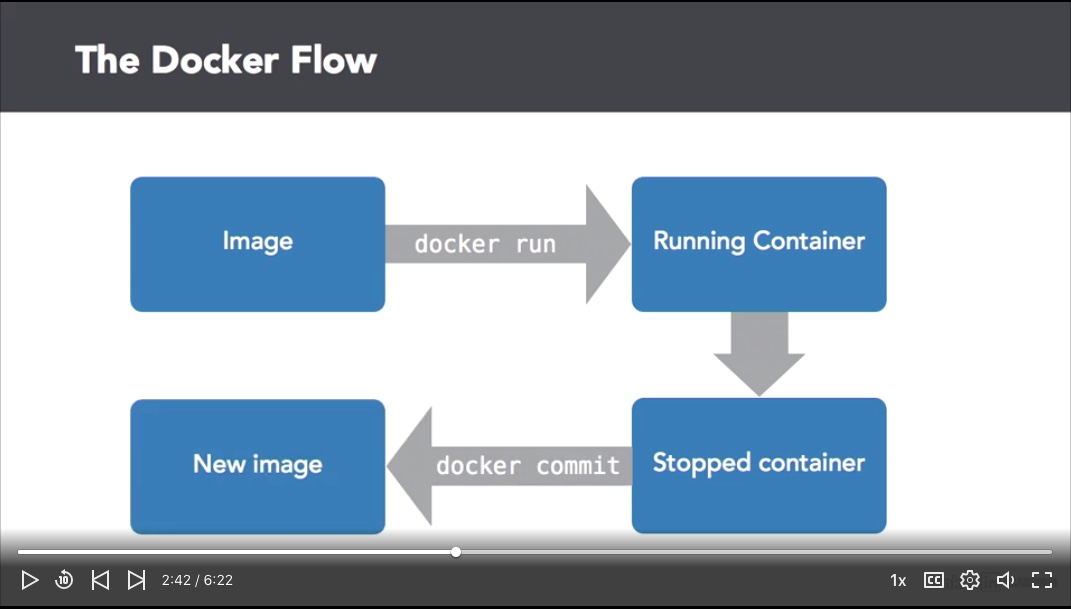 The Docker Flow
Image
docker run
Running Container
New image
docker commit
Stopped container
10
2:42 / 6:22
1x
CC